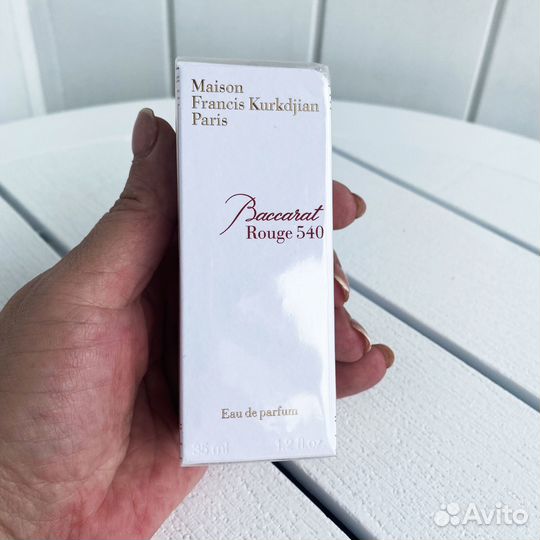 Maison
Francis Kurkdjian
Paris
Baccarat
Rouge 540
Eau de parfum
35 ml 1.2 fl.oz
Avito